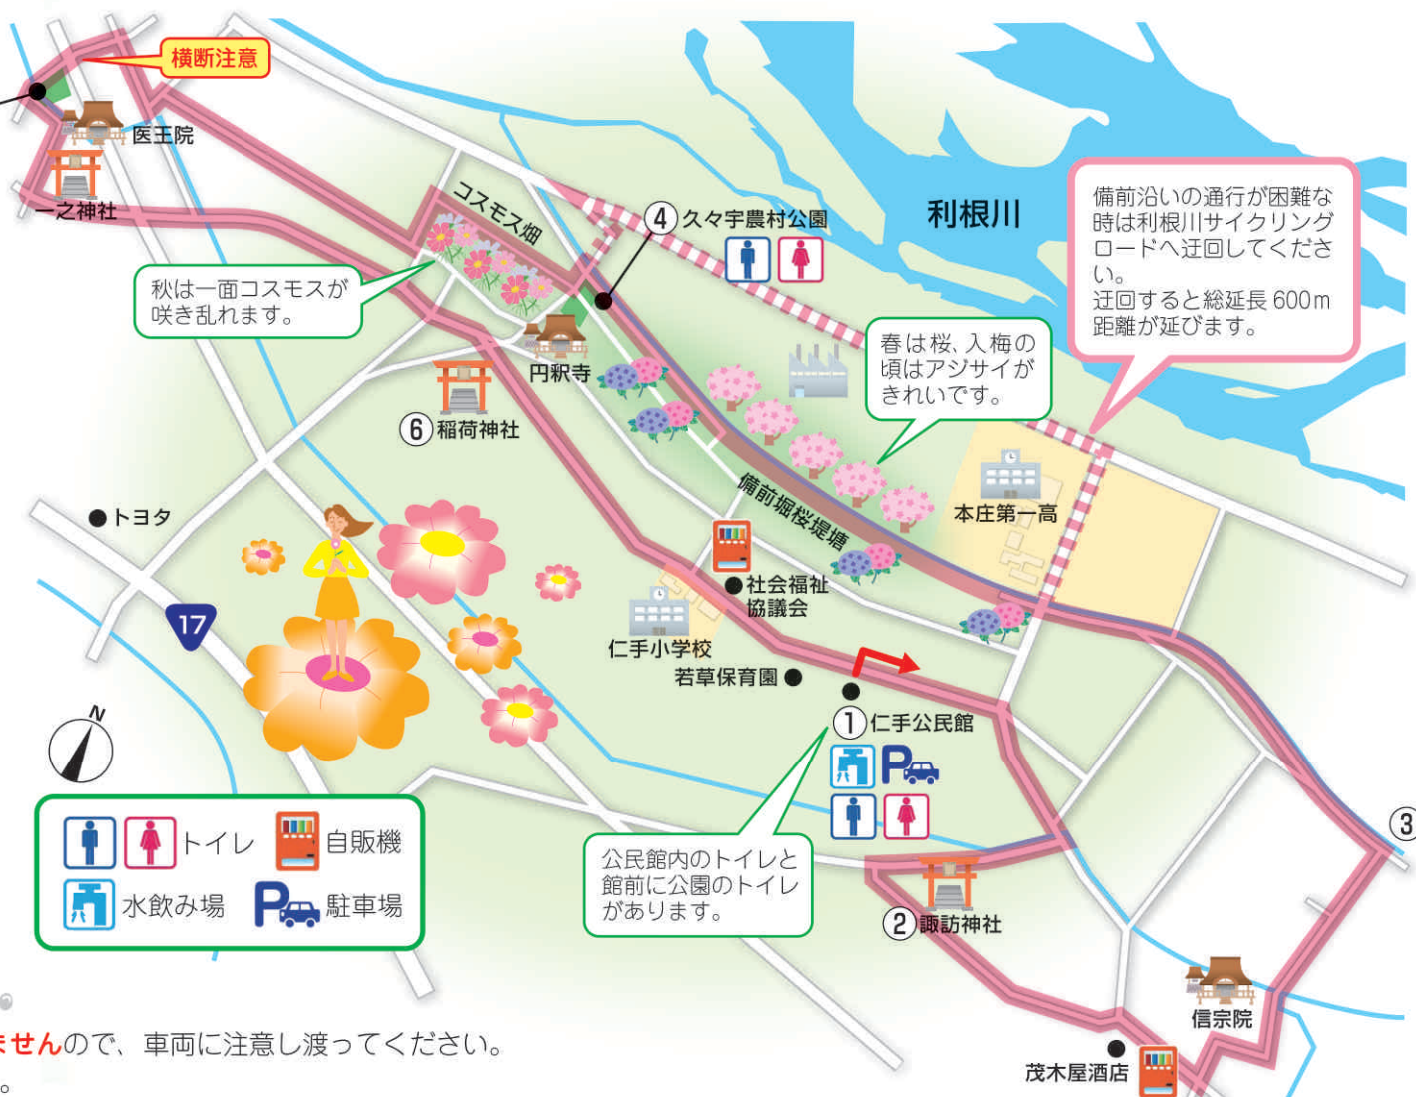 横断注意
医王院
一之神社
コスモス畑
④久々宇農村公園
利根川
備前沿いの通行が困難な
時は利根川サイクリング
ロードへ迂回してくださ
い。
迂回すると総延長600m
距離が延びます。
秋は一面コスモスが
咲き乱れます。
円釈寺
春は桜、入梅の
頃はアジサイが
きれいです。
⑥稲荷神社
備前堀桜堤塘
本庄第一高
トヨタ
17
社会福祉
協議会
仁手小学校
若草保育園
①仁手公民館
N
P
③
トイレ
自販機
水飲み場
P
駐車場
公民館内のトイレと
館前に公園のトイレ
があります。
②諏訪神社
信宗院
茂木屋酒店
ませんので、車両に注意し渡ってください。
。